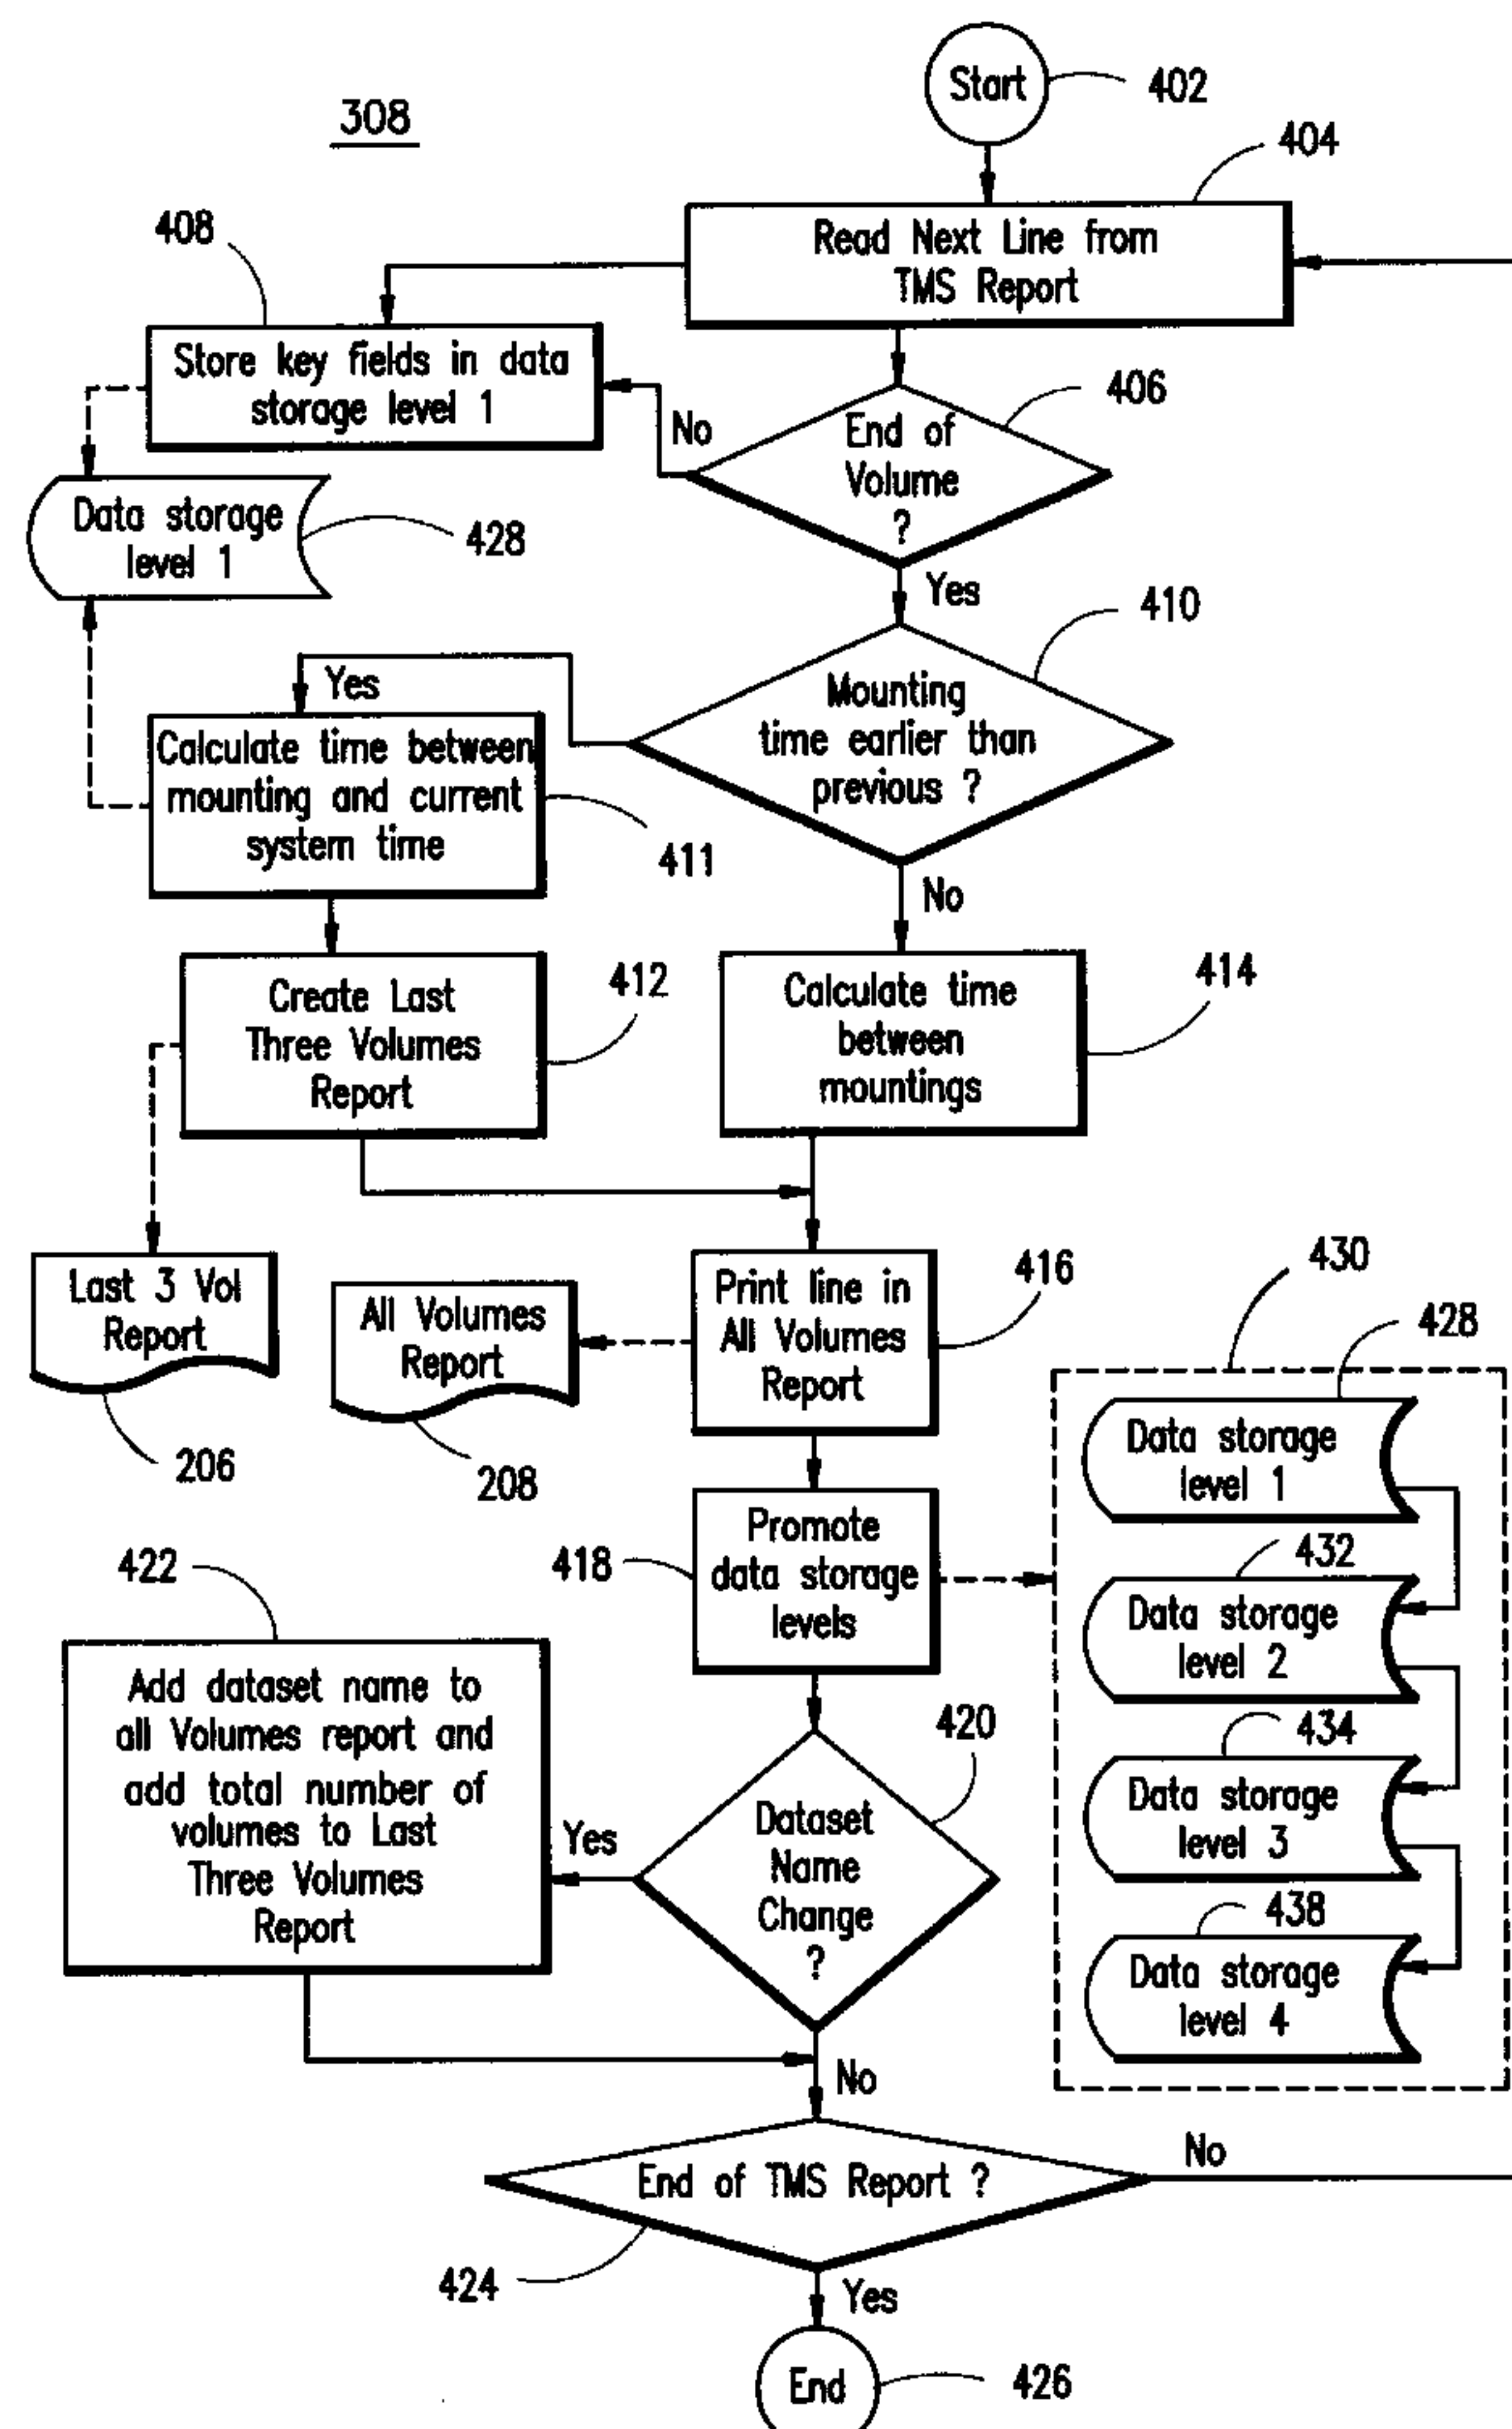 Start
402
308
404
Read Next Line from
TMS Report
408
Store key fields in data
storage level 1
406
End of
Volume
?
No
Data storage
level 1
428
Yes
410
Mounting
time earlier than
previous ?
Yes
Calculate time between
mounting and current
system time
411
No
Create Last
Three Volumes
Report
412
Calculate time
between
mountings
414
Last 3 Vol
Report
206
All Volumes
Report
208
Print line in
All Volumes
Report
416
430
428
Data storage
level 1
432
Data storage
level 2
434
Data storage
level 3
438
Data storage
level 4
418
Promote
data storage
levels
422
Add dataset name to
all Volumes report and
add total number of
volumes to Last
Three Volumes
Report
Yes
420
Dataset
Name
Change
?
No
End of TMS Report ?
No
424
Yes
End
426